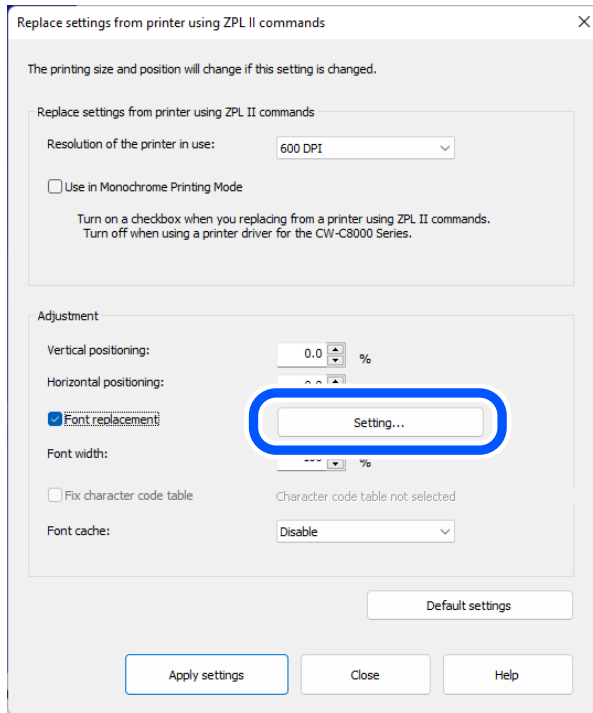 Replace settings from printer using ZPL II commands
The printing size and position will change if this setting is changed.
Replace settings from printer using ZPL II commands
Resolution of the printer in use: 600 DPI
Use in Monochrome Printing Mode
Turn on a checkbox when you replacing from a printer using ZPL II commands.
Turn off when using a printer driver for the CW-C8000 Series.
Adjustment
Vertical positioning: 0.0 %
Horizontal positioning:
Font replacement Setting...
Font width: %
Fix character code table Character code table not selected
Font cache: Disable
Default settings
Apply settings Close Help